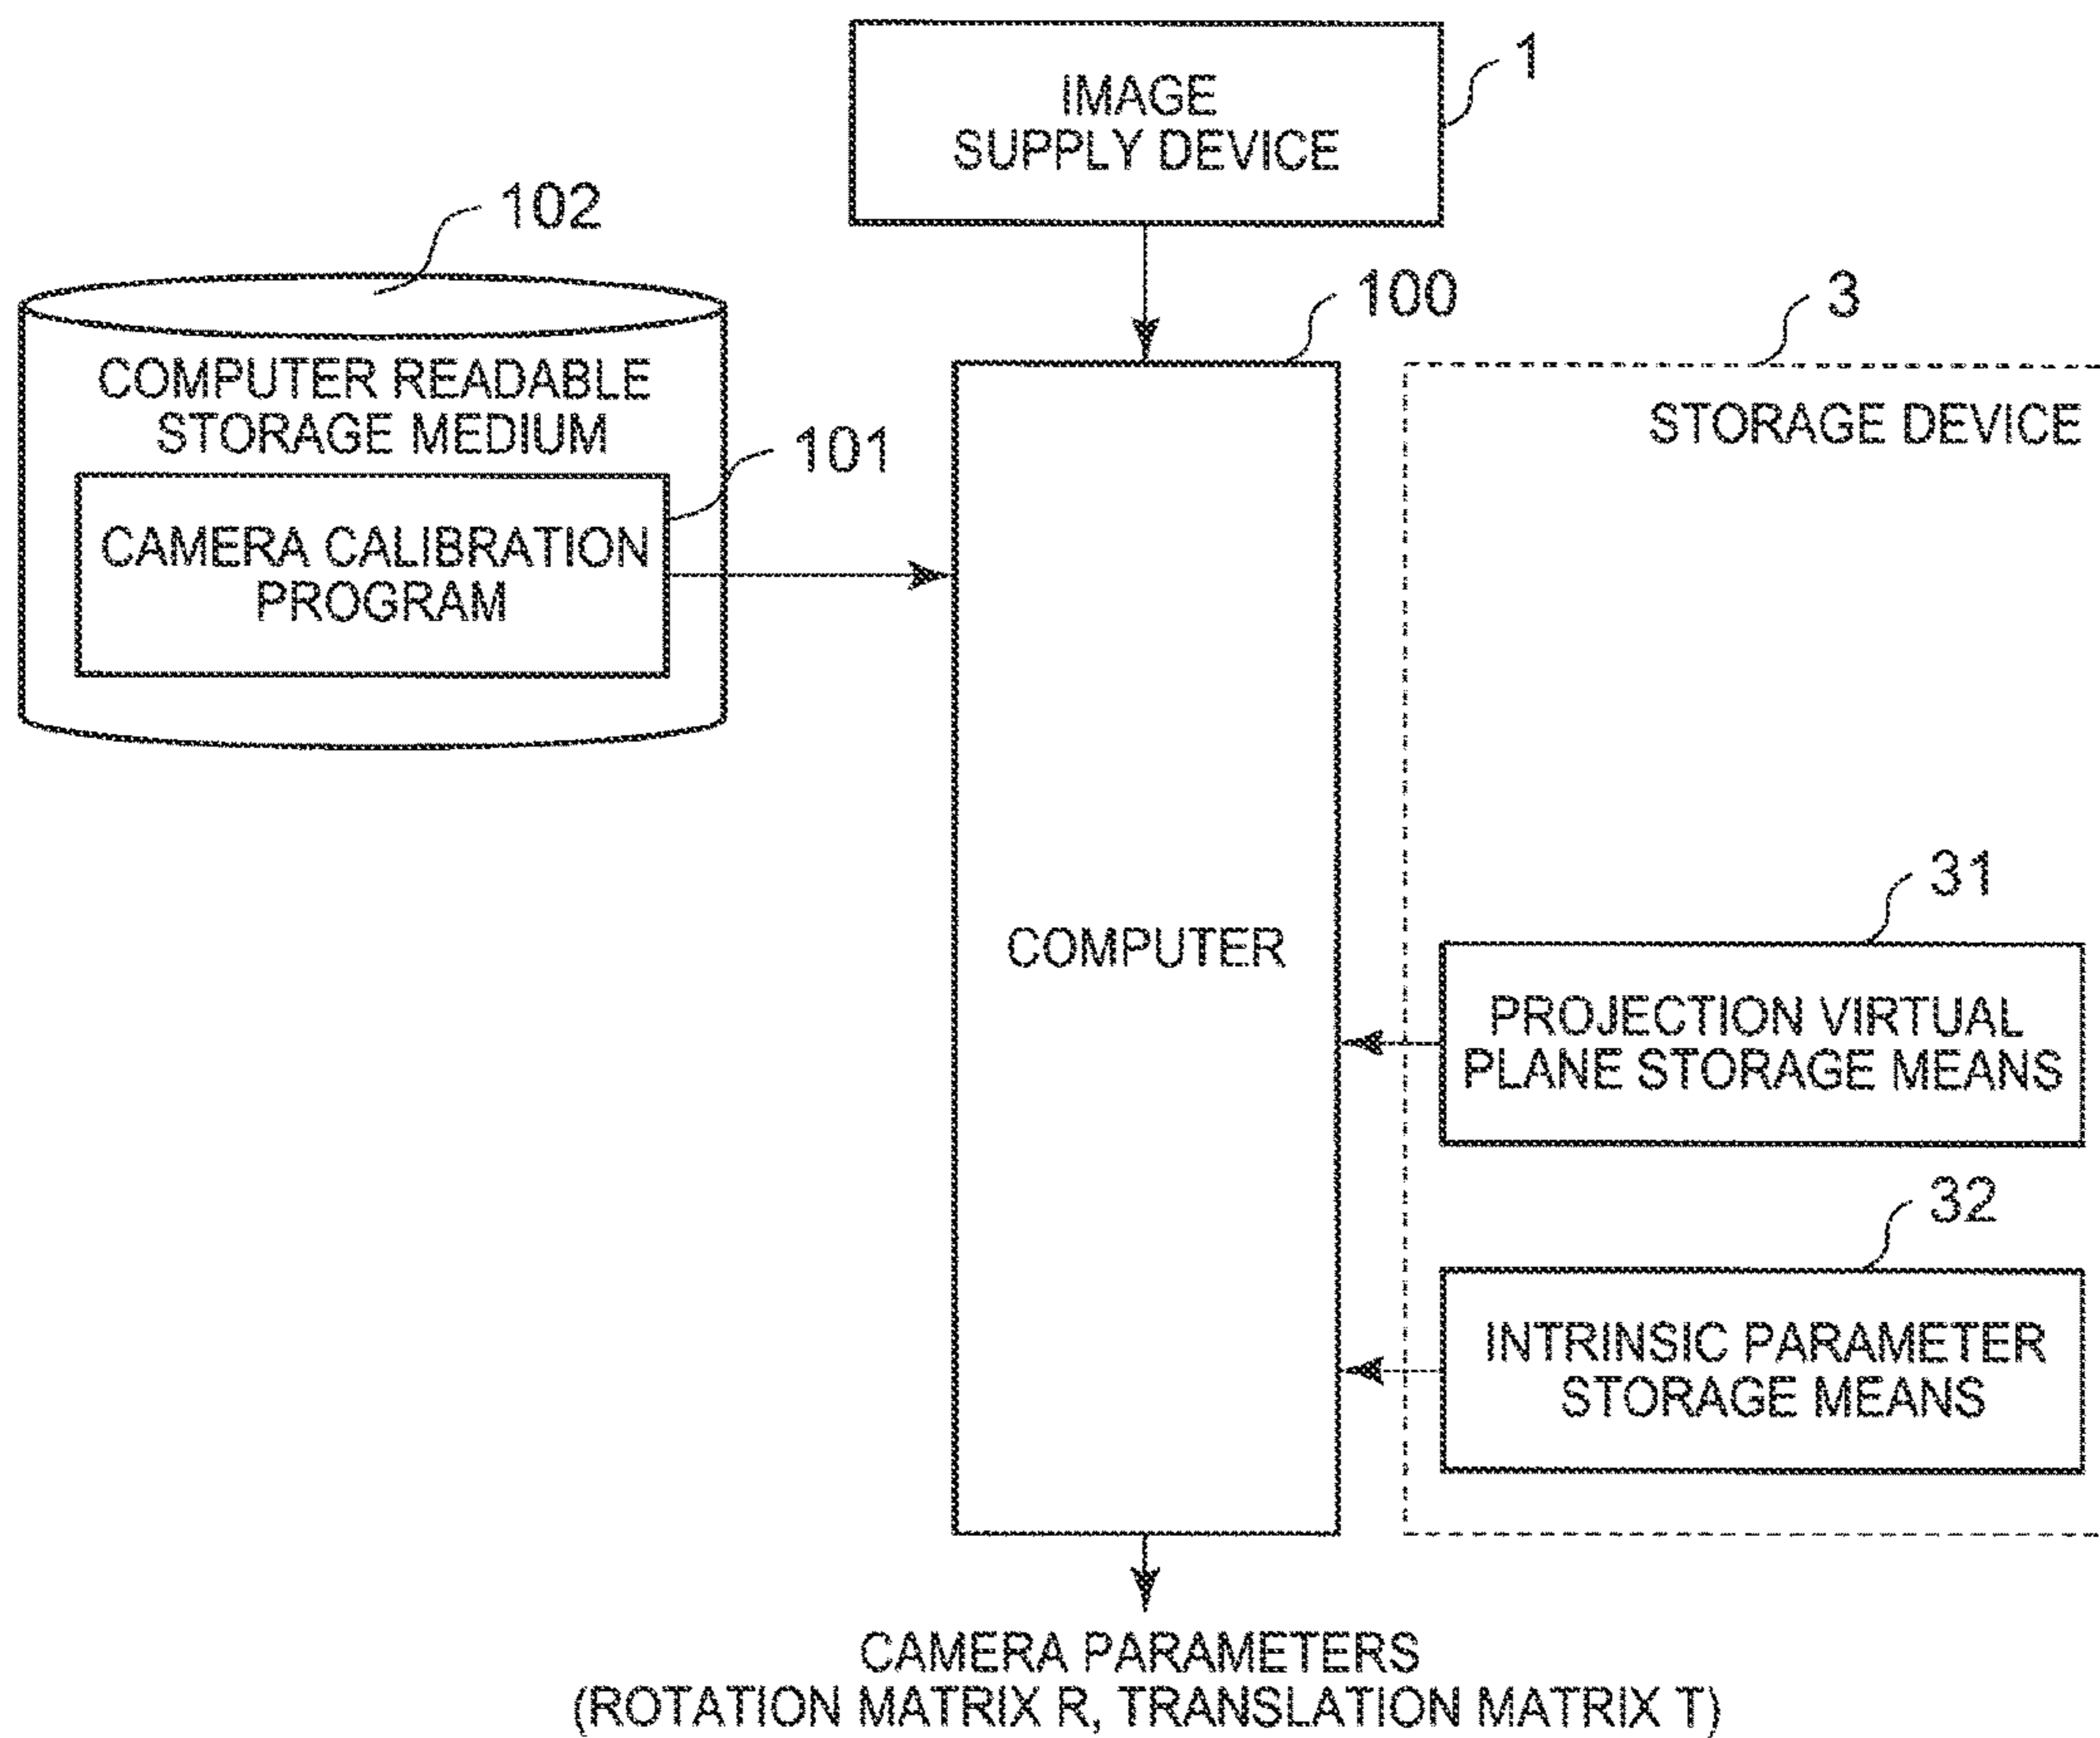 IMAGE
SUPPLY DEVICE
1
102
100
3
COMPUTER READABLE
STORAGE MEDIUM
STORAGE DEVICE
101
CAMERA CALIBRATION
PROGRAM
COMPUTER
31
PROJECTION VIRTUAL
PLANE STORAGE MEANS
32
INTRINSIC PARAMETER
STORAGE MEANS
CAMERA PARAMETERS
(ROTATION MATRIX R, TRANSLATION MATRIX T)